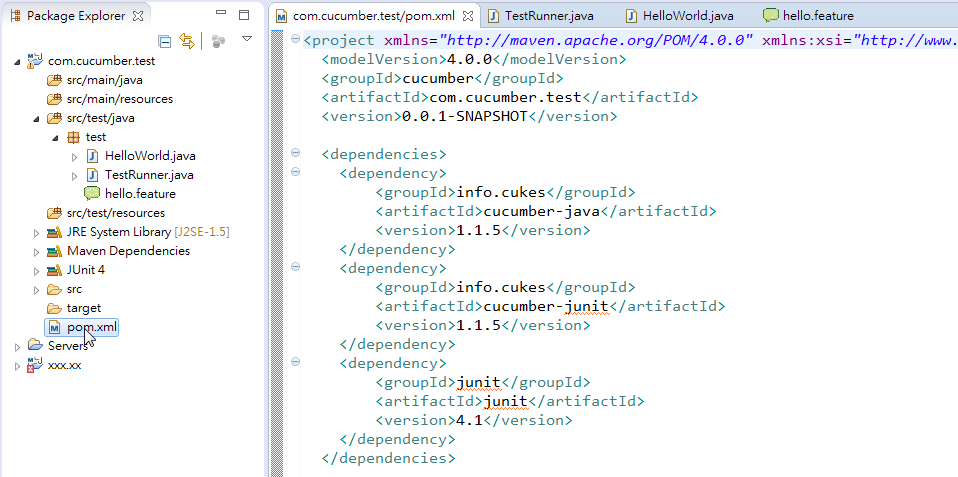 Package Explorer
com.cucumber.test/pom.xml TestRunner.java HelloWorld.java hello.feature
com.cucumber.test
src/main/java
src/main/resources
src/test/java
test
HelloWorld.java
TestRunner.java
hello.feature
src/test/resources
JRE System Library [J2SE-1.5]
Maven Dependencies
JUnit 4
src
target
pom.xml
Servers
xxx.xx
<project xmlns="http://maven.apache.org/POM/4.0.0" xmlns:xsi="http://www.
<modelVersion>4.0.0</modelVersion>
<groupId>cucumber</groupId>
<artifactId>com.cucumber.test</artifactId>
<version>0.0.1-SNAPSHOT</version>
<dependencies>
<dependency>
<groupId>info.cukes</groupId>
<artifactId>cucumber-java</artifactId>
<version>1.1.5</version>
</dependency>
<dependency>
<groupId>info.cukes</groupId>
<artifactId>cucumber-junit</artifactId>
<version>1.1.5</version>
</dependency>
<dependency>
<groupId>junit</groupId>
<artifactId>junit</artifactId>
<version>4.1</version>
</dependency>
</dependencies>